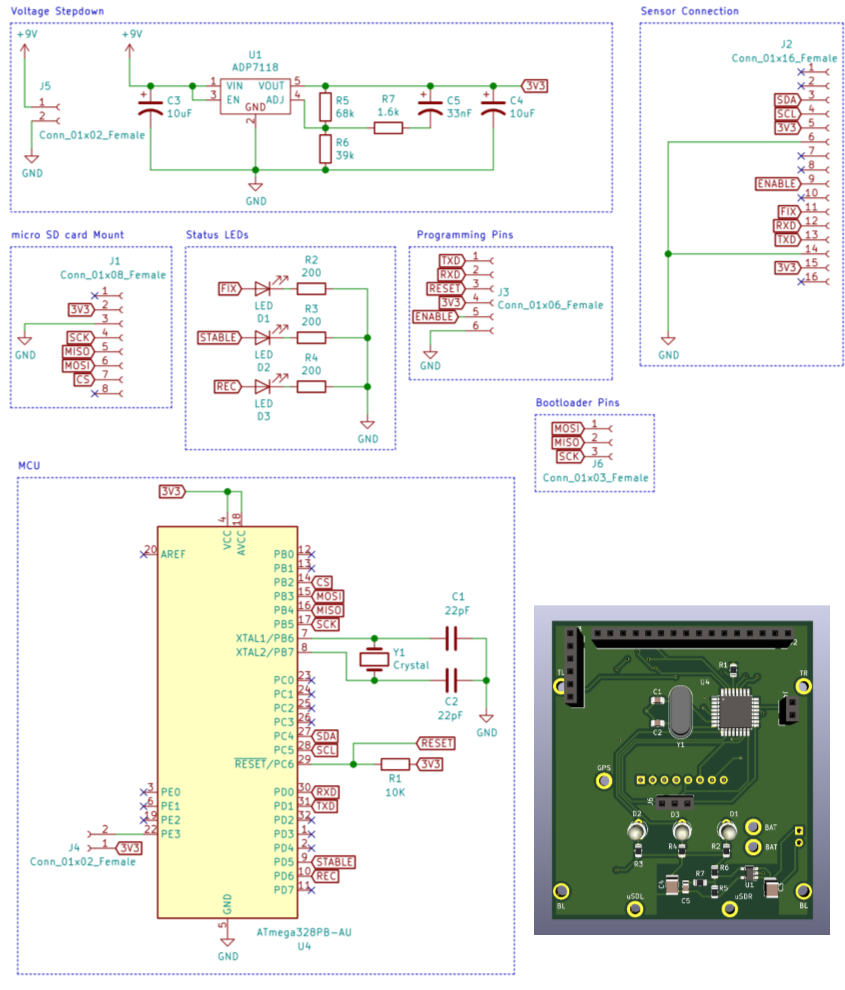 Voltage Stepdown
+9V
+9V
J5
1
2
Conn_01x02_Female
GND
C3
10uF
U1
ADP7118
1 VIN VOUT 5
3 EN ADJ 4
GND
2
R5
68k
R6
39k
R7
1.6k
C5
33nF
C4
10uF
3V3
GND
Sensor Connection
J2
Conn_01x16_Female
1
2
SDA 3
SCL 4
3V3 5
6
7
8
ENABLE 9
10
FIX 11
RXD 12
TXD 13
14
3V3 15
16
GND
micro SD card Mount
J1
Conn_01x08_Female
1
3V3 2
3
SCK 4
MISO 5
MOSI 6
CS 7
8
GND
Status LEDs
R2
200
FIX
LED
D1
R3
200
STABLE
LED
D2
R4
200
REC
LED
D3
GND
Programming Pins
TXD 1
RXD 2
RESET 3
3V3 4
ENABLE 5
6
J3
Conn_01x06_Female
GND
Bootloader Pins
MOSI 1
MISO 2
SCK 3
J6
Conn_01x03_Female
MCU
3V3
4
18
VCC
AVCC
20 AREF
PB0 12
PB1 13
PB2 14 CS
PB3 15 MOSI
PB4 16 MISO
PB5 17 SCK
XTAL1/PB6 7
XTAL2/PB7 8
PC0 23
PC1 24
PC2 25
PC3 26
PC4 27 SDA
PC5 28 SCL
RESET/PC6 29
PD0 30 RXD
PD1 31 TXD
PD2 32
PD3 1
PD4 2
PD5 9 STABLE
PD6 10 REC
PD7 11
3 PE0
6 PE1
19 PE2
22 PE3
GND
5
GND
ATmega328PB-AU
U4
J4
2
1 3V3
Conn_01x02_Female
Y1
Crystal
C1
22pF
C2
22pF
GND
RESET
3V3
R1
10K
TL
TR
R1
U4
C1
C2
Y1
GPS
J6
D2
D3
D1
BAT
BAT
R3
R4
R2
R6
R7
U1
R5
C5
BL
uSDL
uSDR
BL